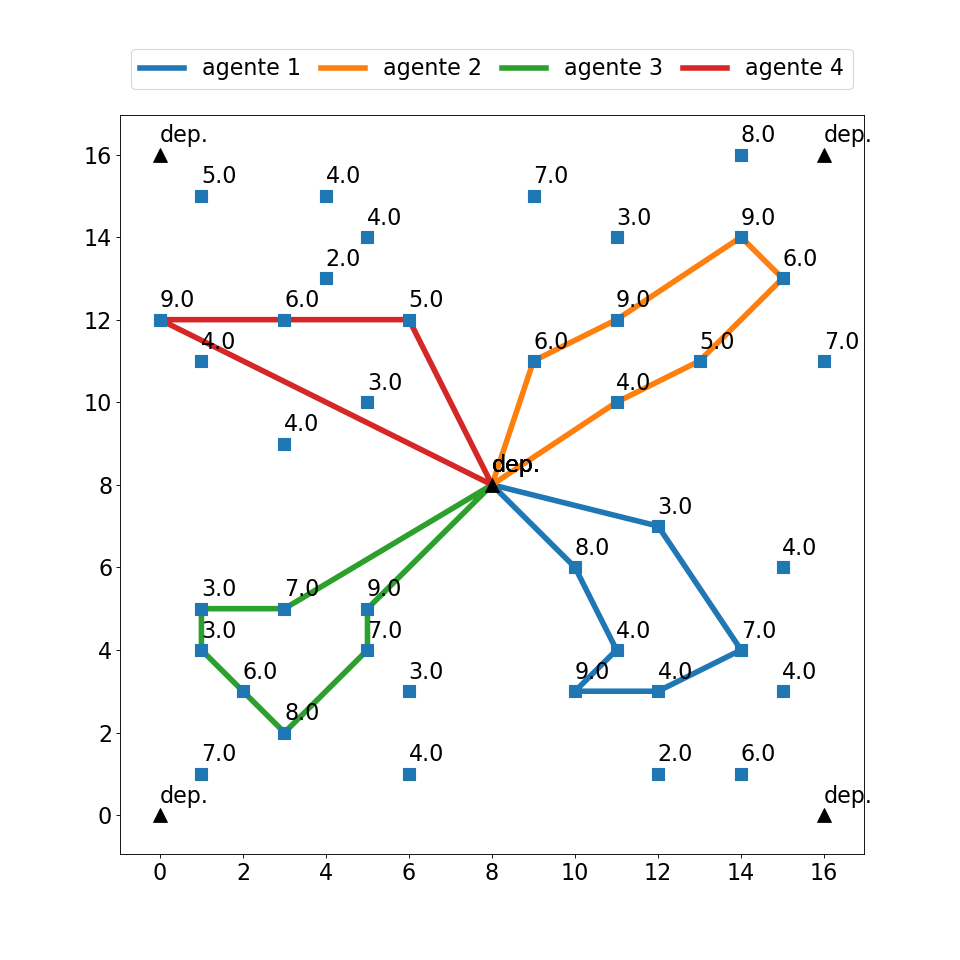 agente 1 agente 2 agente 3 agente 4
dep. 8.0 dep.
16
5.0 4.0 7.0
4.0 3.0 9.0
14
2.0 6.0
9.0 6.0 5.0 9.0
12
4.0 6.0 5.0 7.0
3.0 4.0
10
4.0
dep. dep.
8
3.0
8.0 4.0
6
3.0 7.0 9.0
3.0 7.0 4.0 7.0
4
6.0 3.0 9.0 4.0 4.0
8.0
2
7.0 4.0 2.0 6.0
dep. dep.
0
0 2 4 6 8 10 12 14 16